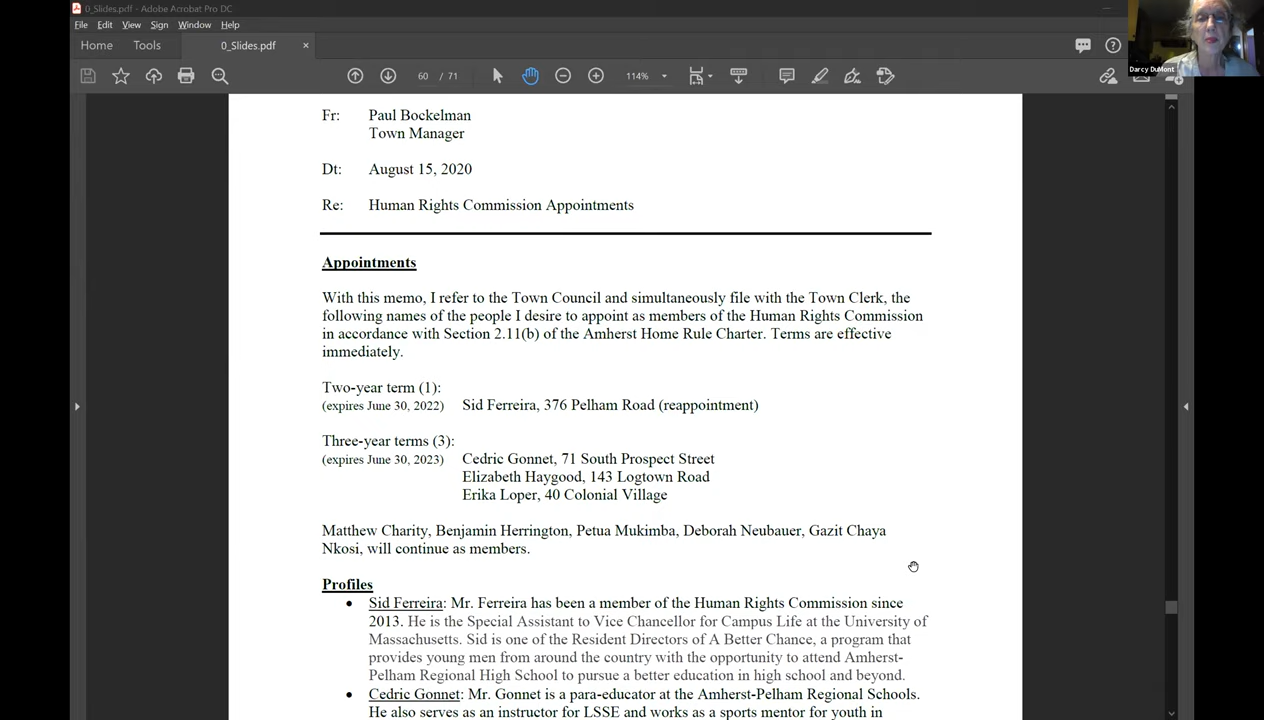 0_Slides.pdf - Adobe Acrobat Pro DC
File Edit View Sign Window Help
Home Tools 0_Slides.pdf ×
60 / 71 114%
Darcy DuMont
Fr: Paul Bockelman
Town Manager
Dt: August 15, 2020
Re: Human Rights Commission Appointments
Appointments
With this memo, I refer to the Town Council and simultaneously file with the Town Clerk, the
following names of the people I desire to appoint as members of the Human Rights Commission
in accordance with Section 2.11(b) of the Amherst Home Rule Charter. Terms are effective
immediately.
Two-year term (1):
(expires June 30, 2022) Sid Ferreira, 376 Pelham Road (reappointment)
Three-year terms (3):
(expires June 30, 2023) Cedric Gonnet, 71 South Prospect Street
Elizabeth Haygood, 143 Logtown Road
Erika Loper, 40 Colonial Village
Matthew Charity, Benjamin Herrington, Petua Mukimba, Deborah Neubauer, Gazit Chaya
Nkosi, will continue as members.
Profiles
• Sid Ferreira: Mr. Ferreira has been a member of the Human Rights Commission since
2013. He is the Special Assistant to Vice Chancellor for Campus Life at the University of
Massachusetts. Sid is one of the Resident Directors of A Better Chance, a program that
provides young men from around the country with the opportunity to attend Amherst-
Pelham Regional High School to pursue a better education in high school and beyond.
• Cedric Gonnet: Mr. Gonnet is a para-educator at the Amherst-Pelham Regional Schools.
He also serves as an instructor for LSSE and works as a sports mentor for youth in